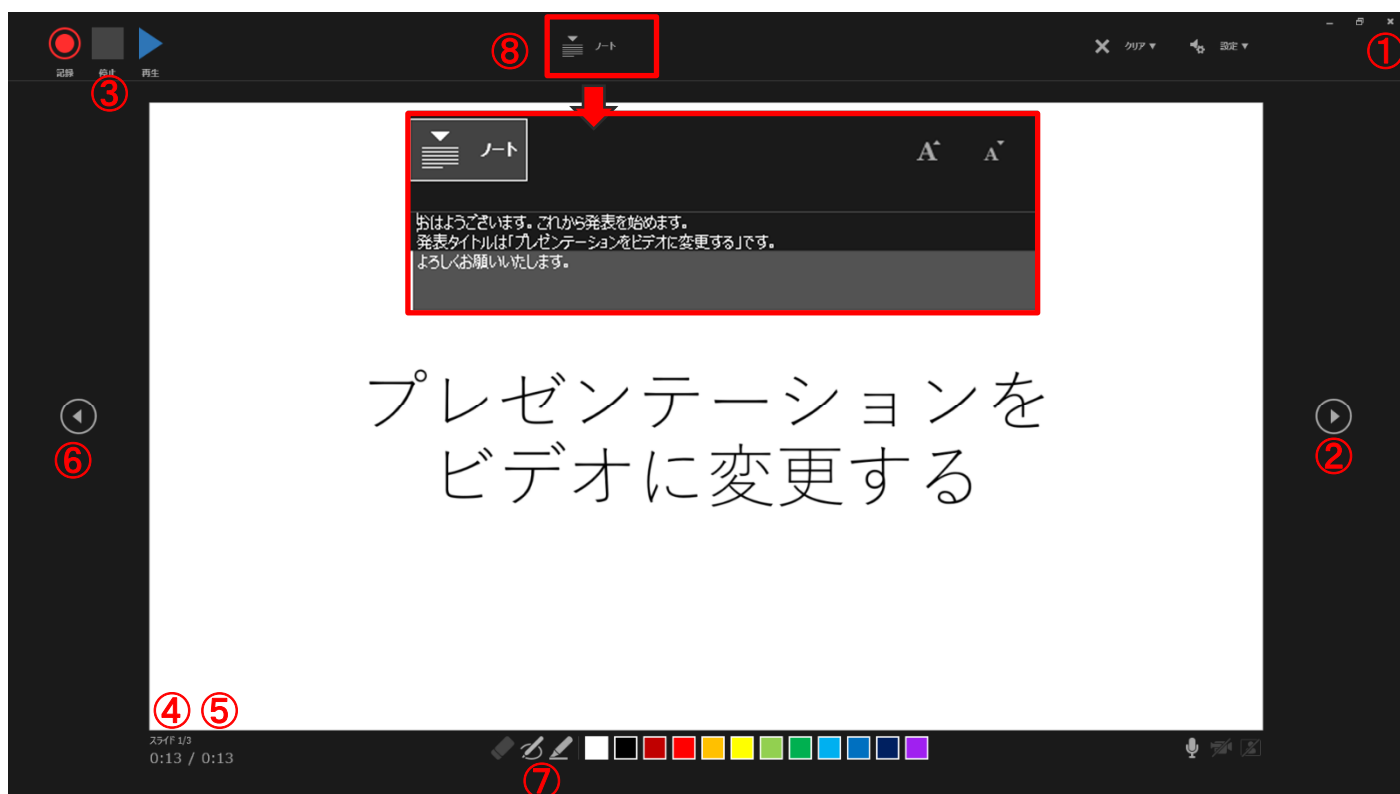 ⑧
ノート
クリア ▼
設定 ▼
①
記録
停止
再生
③
ノート
A
A
おはようございます。これから発表を始めます。
発表タイトルは「プレゼンテーションをビデオに変更する」です。
よろしくお願いいたします。
プレゼンテーションを
ビデオに変更する
⑥
②
④ ⑤
スライド 1/3
0:13 / 0:13
⑦